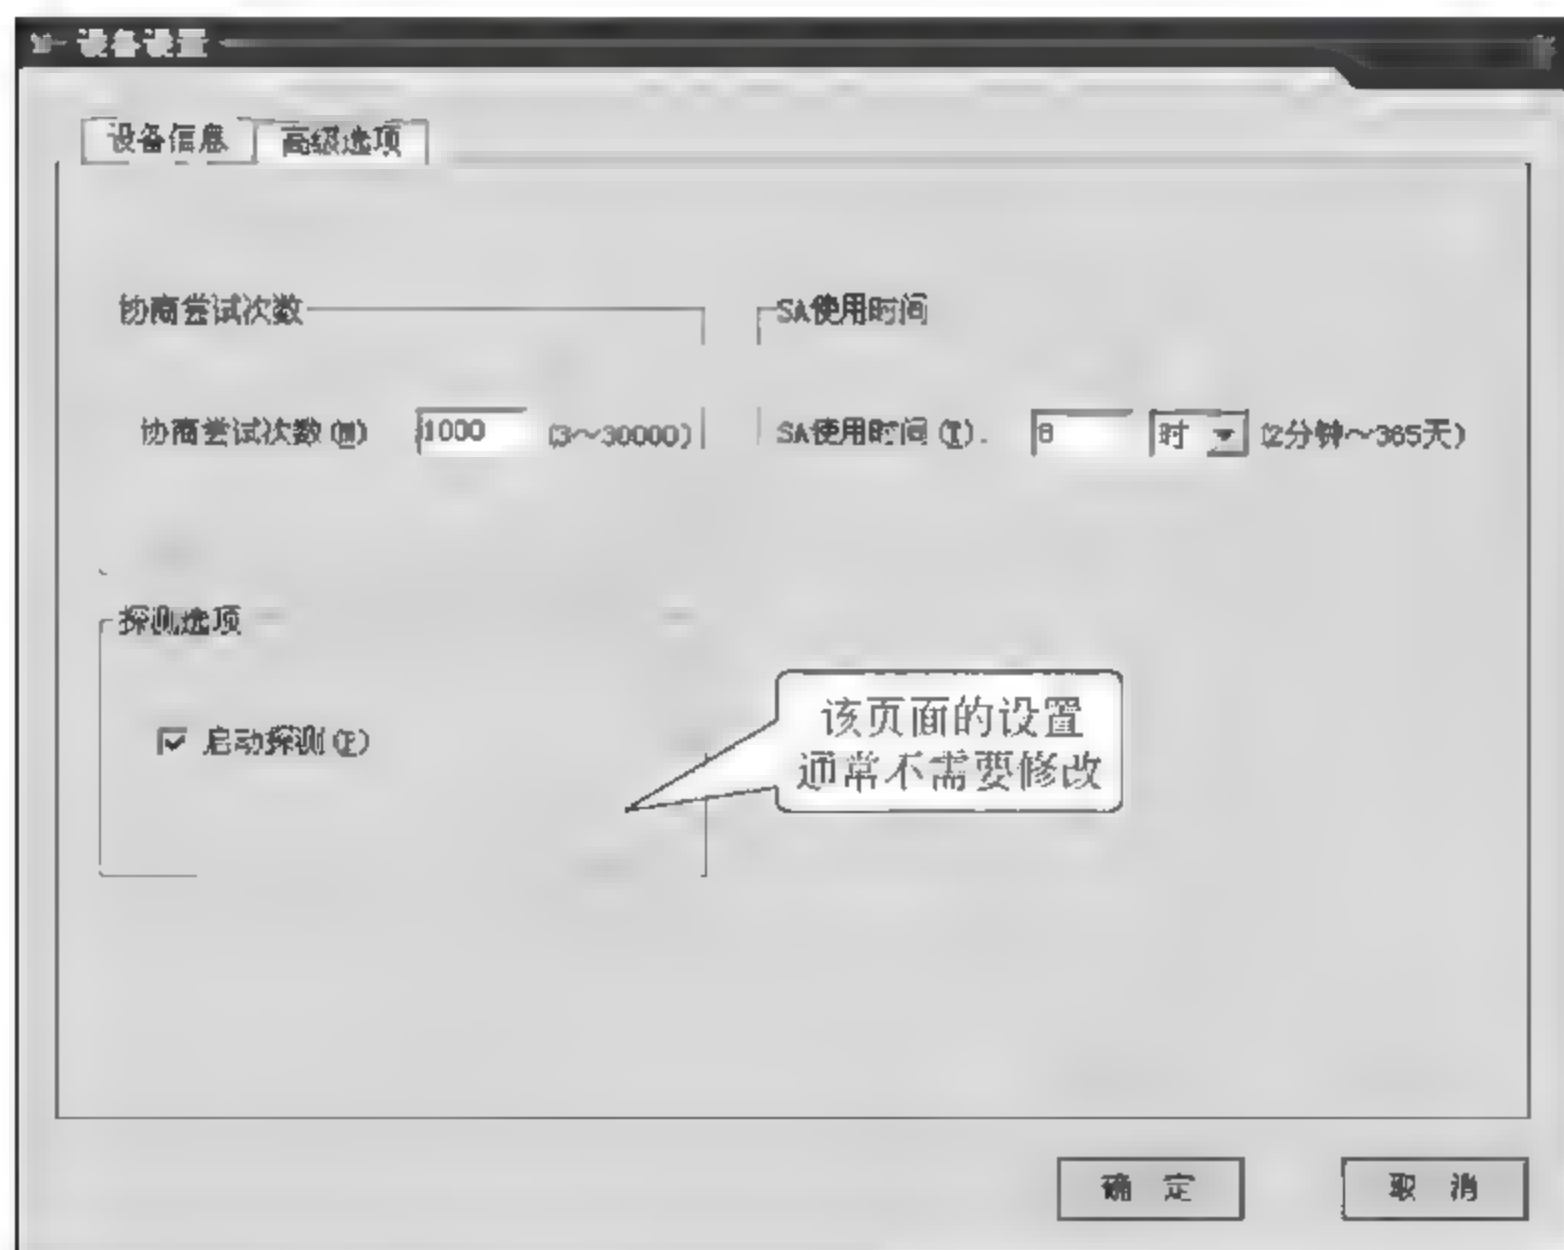 设备设置
设备信息 高级选项
协商尝试次数 SA使用时间
协商尝试次数(N) 1000 (3~30000) SA使用时间(T). 8 时 (2分钟~365天)
探测选项
启动探测(P)
该页面的设置
通常不需要修改
确 定 取 消